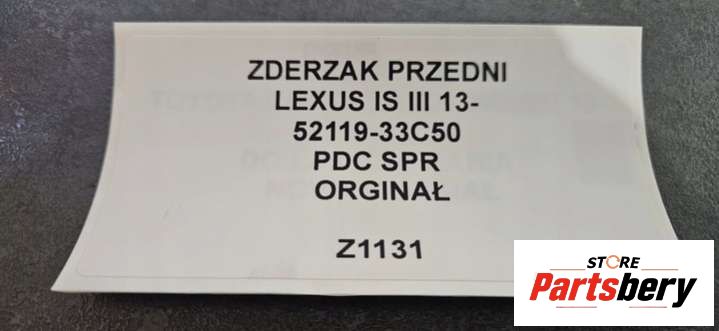 ZDERZAK PRZEDNI
LEXUS IS III 13-
52119-33C50
PDC SPR
ORGINAŁ
Z1131
STORE
Partsbery